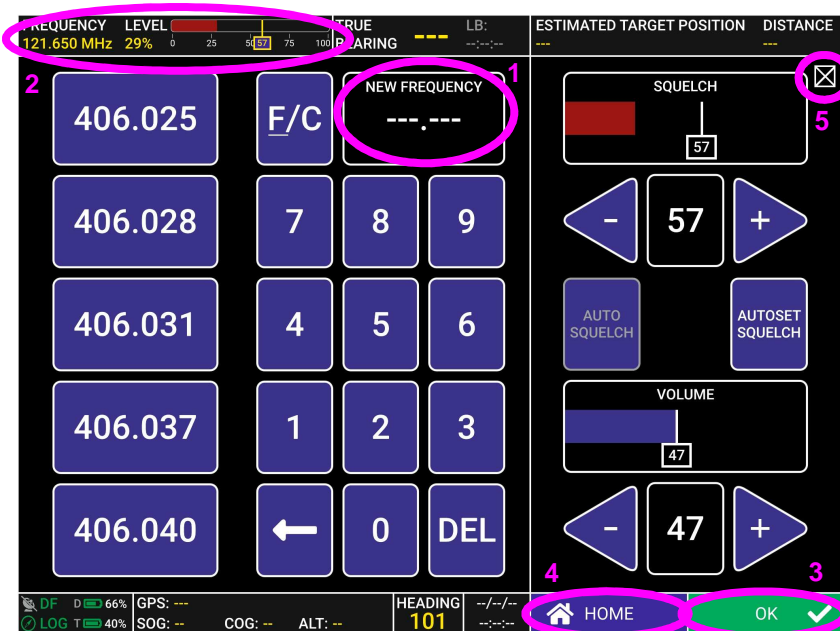 FREQUENCY LEVEL TRUE LB: ESTIMATED TARGET POSITION DISTANCE
121.650 MHz 29% 0 25 50 57 75 100 BEARING --- --:--:-- --- ---
2
1
5
406.025 F/C NEW FREQUENCY
---.---
SQUELCH
57
406.028 7 8 9 - 57 +
406.031 4 5 6 AUTO SQUELCH AUTOSET SQUELCH
406.037 1 2 3 VOLUME
47
406.040 0 DEL - 47 +
4
3
DF D 66% GPS: --- HEADING --/--/--
LOG T 40% SOG: -- COG: -- ALT: -- 101 --:--:--
HOME OK